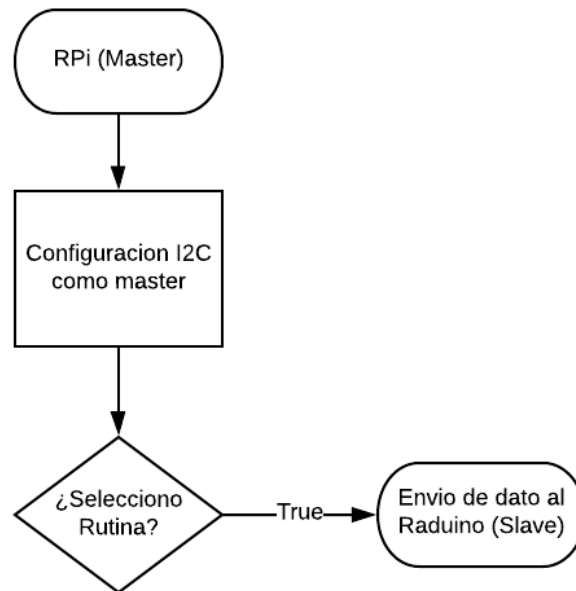 RPi (Master)
Configuracion I2C
como master
¿Selecciono
Rutina?
True
Envio de dato al
Raduino (Slave)